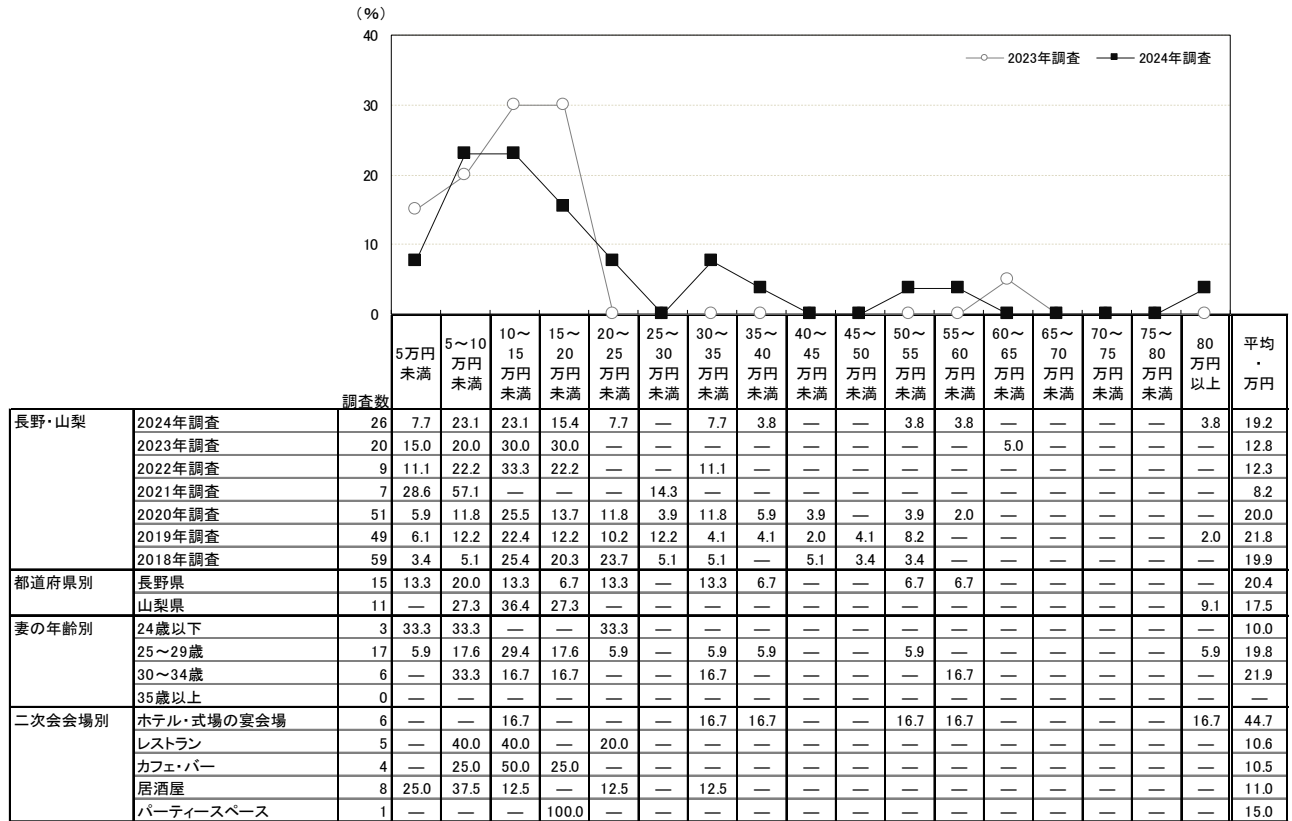 （%）
40
30
20
10
0
2023年調査 2024年調査
調査数 5万円未満 5～10万円未満 10～15万円未満 15～20万円未満 20～25万円未満 25～30万円未満 30～35万円未満 35～40万円未満 40～45万円未満 45～50万円未満 50～55万円未満 55～60万円未満 60～65万円未満 65～70万円未満 70～75万円未満 75～80万円未満 80万円以上 平均・万円
長野・山梨 2024年調査 26 7.7 23.1 23.1 15.4 7.7 — 7.7 3.8 — — 3.8 3.8 — — — — 3.8 19.2
2023年調査 20 15.0 20.0 30.0 30.0 — — — — — — — — 5.0 — — — — 12.8
2022年調査 9 11.1 22.2 33.3 22.2 — — 11.1 — — — — — — — — — — 12.3
2021年調査 7 28.6 57.1 — — — 14.3 — — — — — — — — — — — 8.2
2020年調査 51 5.9 11.8 25.5 13.7 11.8 3.9 11.8 5.9 3.9 — 3.9 2.0 — — — — — 20.0
2019年調査 49 6.1 12.2 22.4 12.2 10.2 12.2 4.1 4.1 2.0 4.1 8.2 — — — — — 2.0 21.8
2018年調査 59 3.4 5.1 25.4 20.3 23.7 5.1 5.1 — 5.1 3.4 3.4 — — — — — — 19.9
都道府県別 長野県 15 13.3 20.0 13.3 6.7 13.3 — 13.3 6.7 — — 6.7 6.7 — — — — — 20.4
山梨県 11 — 27.3 36.4 27.3 — — — — — — — — — — — — 9.1 17.5
妻の年齢別 24歳以下 3 33.3 33.3 — — 33.3 — — — — — — — — — — — — 10.0
25～29歳 17 5.9 17.6 29.4 17.6 5.9 — 5.9 5.9 — — 5.9 — — — — — 5.9 19.8
30～34歳 6 — 33.3 16.7 16.7 — — 16.7 — — — — 16.7 — — — — — 21.9
35歳以上 0 — — — — — — — — — — — — — — — — — —
二次会会場別 ホテル・式場の宴会場 6 — — 16.7 — — — 16.7 16.7 — — 16.7 16.7 — — — — 16.7 44.7
レストラン 5 — 40.0 40.0 — 20.0 — — — — — — — — — — — — 10.6
カフェ・バー 4 — 25.0 50.0 25.0 — — — — — — — — — — — — — 10.5
居酒屋 8 25.0 37.5 12.5 — 12.5 — 12.5 — — — — — — — — — — 11.0
パーティースペース 1 — — — 100.0 — — — — — — — — — — — — — 15.0